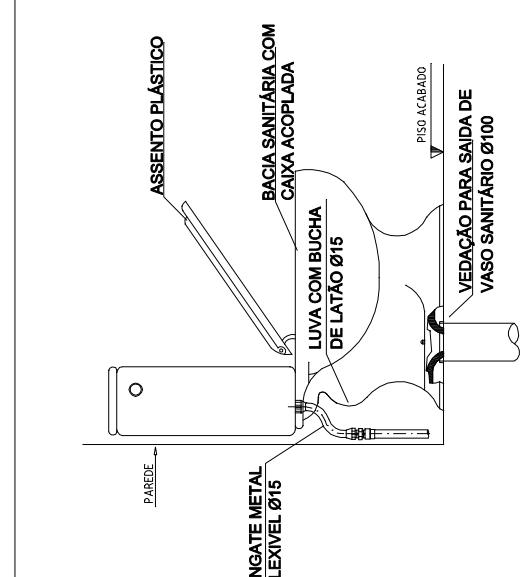 ASSENTO PLÁSTICO
BACIA SANITÁRIA COM
CAIXA ACOPLADA
PISO ACABADO
VEDAÇÃO PARA SAIDA DE
VASO SANITÁRIO Ø100
LUVA COM BUCHA
DE LATÃO Ø15
PAREDE
NGATE METAL
LEXIVEL Ø15